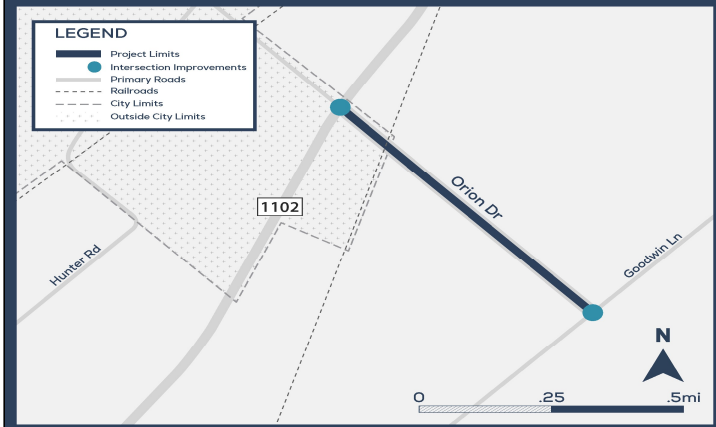 LEGEND
Project Limits
Intersection Improvements
Primary Roads
Railroads
City Limits
Outside City Limits
1102
Orion Dr
Hunter Rd
Goodwin Ln
N
0 .25 .5mi